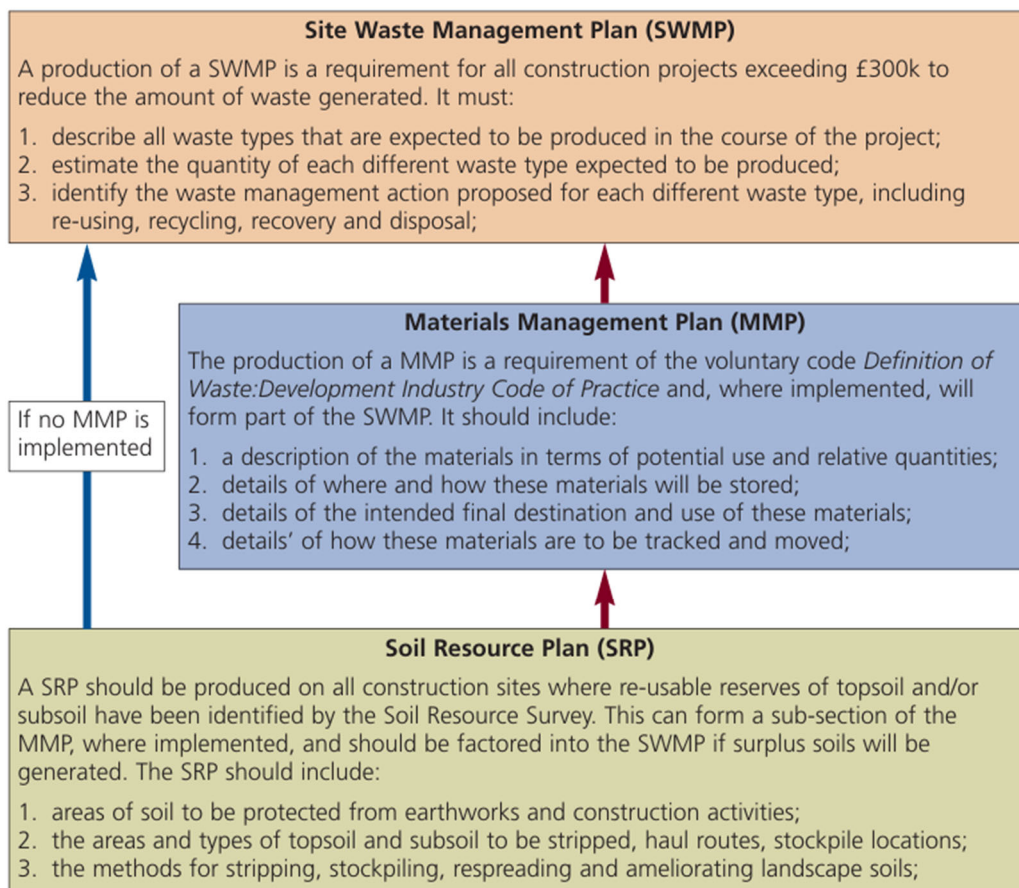 Site Waste Management Plan (SWMP)
A production of a SWMP is a requirement for all construction projects exceeding £300k to
reduce the amount of waste generated. It must:
1. describe all waste types that are expected to be produced in the course of the project;
2. estimate the quantity of each different waste type expected to be produced;
3. identify the waste management action proposed for each different waste type, including
re-using, recycling, recovery and disposal;
If no MMP is
implemented
Materials Management Plan (MMP)
The production of a MMP is a requirement of the voluntary code Definition of
Waste:Development Industry Code of Practice and, where implemented, will
form part of the SWMP. It should include:
1. a description of the materials in terms of potential use and relative quantities;
2. details of where and how these materials will be stored;
3. details of the intended final destination and use of these materials;
4. details' of how these materials are to be tracked and moved;
Soil Resource Plan (SRP)
A SRP should be produced on all construction sites where re-usable reserves of topsoil and/or
subsoil have been identified by the Soil Resource Survey. This can form a sub-section of the
MMP, where implemented, and should be factored into the SWMP if surplus soils will be
generated. The SRP should include:
1. areas of soil to be protected from earthworks and construction activities;
2. the areas and types of topsoil and subsoil to be stripped, haul routes, stockpile locations;
3. the methods for stripping, stockpiling, respreading and ameliorating landscape soils;